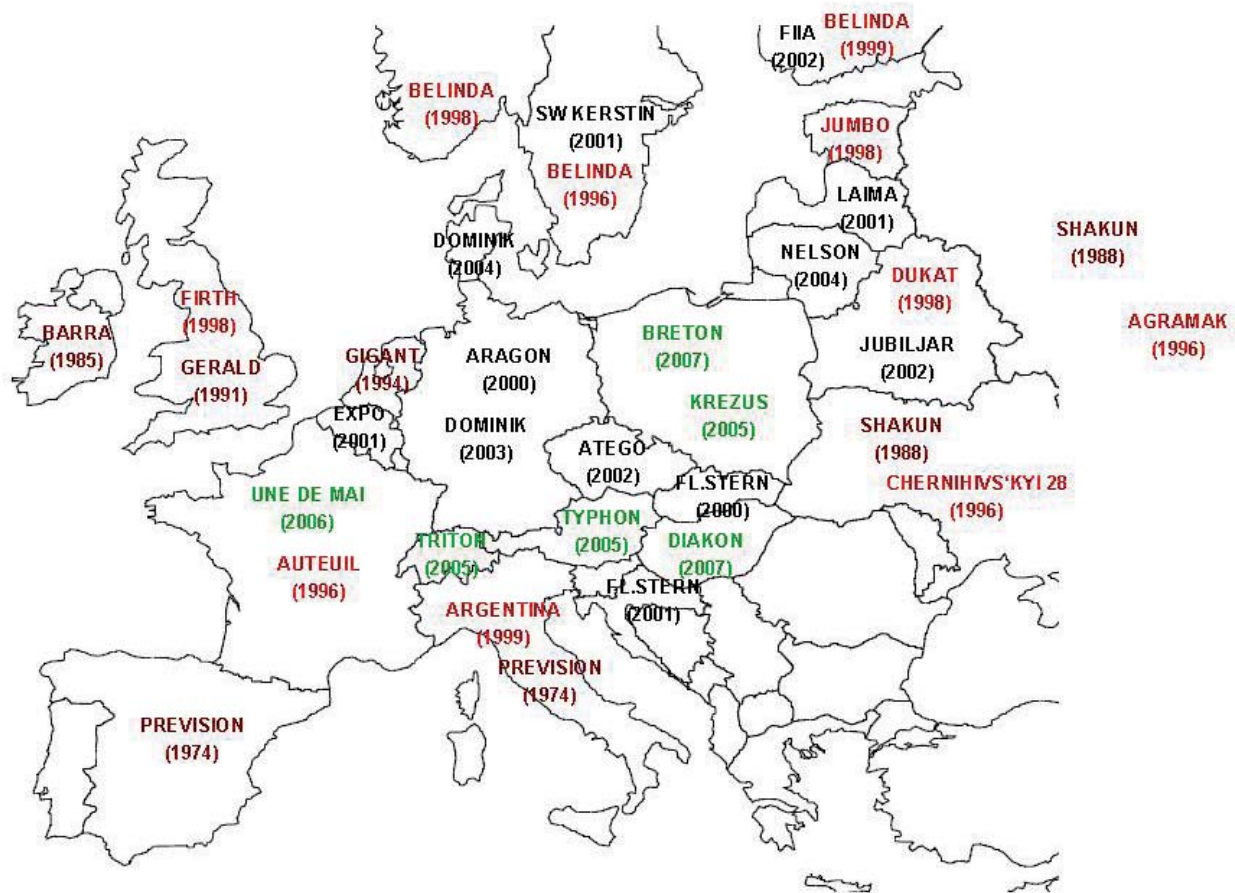 FIIA
(2002)
BELINDA
(1999)
BELINDA
(1998)
SW KERSTIN
(2001)
BELINDA
(1996)
JUMBO
(1998)
LAIMA
(2001)
SHAKUN
(1988)
DOMINIK
(2004)
NELSON
(2004)
DUKAT
(1998)
FIRTH
(1998)
AGRAMAK
(1996)
BARRA
(1985)
GERALD
(1991)
GIGANT
(1994)
ARAGON
(2000)
BRETON
(2007)
JUBILJAR
(2002)
EXPO
(2001)
DOMINIK
(2003)
KREZUS
(2005)
ATEGO
(2002)
SHAKUN
(1988)
FL.STERN
(2000)
CHERNIHIVS'KYI 28
(1996)
UNE DE MAI
(2006)
TYPHON
(2005)
TRITON
(2005)
DIAKON
(2007)
AUTEUIL
(1996)
FL.STERN
(2001)
ARGENTINA
(1999)
PREVISION
(1974)
PREVISION
(1974)